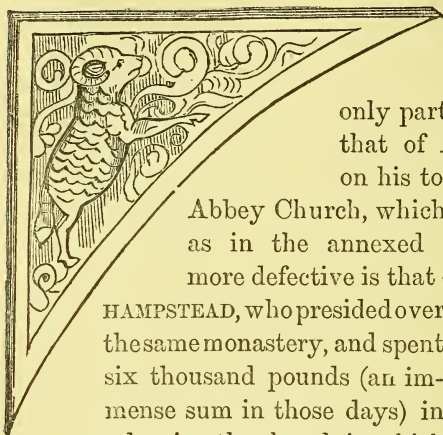 only part
that of
on his to
Abbey Church, which
as in the annexed
more defective is that
HAMPSTEAD, who presided over
the same monastery, and spent
six thousand pounds (an im-
mense sum in those days) in